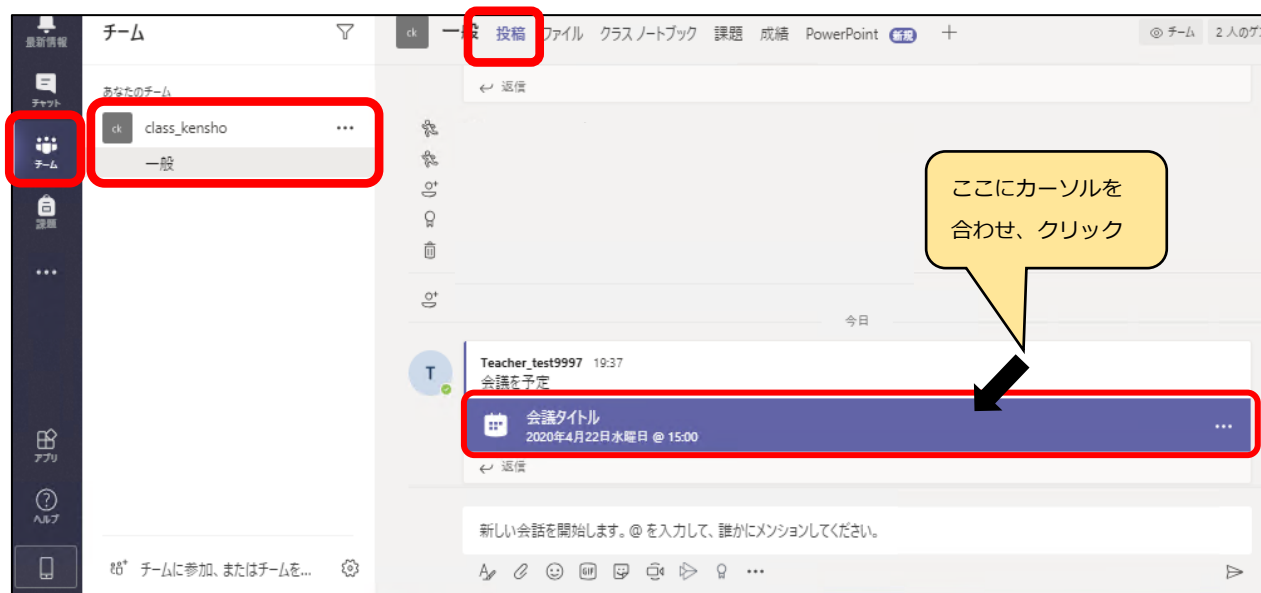 最新情報
チャット
チーム
課題
アプリ
ヘルプ
チーム
あなたのチーム
ck class_kensho
一般
チームに参加、またはチームを...
ck 一般 投稿 ファイル クラス ノートブック 課題 成績 PowerPoint 新規
チーム
返信
ここにカーソルを
合わせ、クリック
今日
T
Teacher_test9997 19:37
会議を予定
会議タイトル
2020年4月22日水曜日 @ 15:00
返信
新しい会話を開始します。@ を入力して、誰かにメンションしてください。
GIF